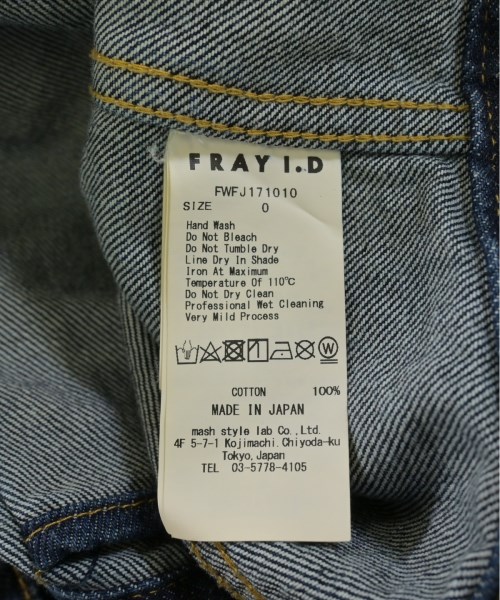 FRAY I.D
FWFJ171010
SIZE 0
Hand Wash
Do Not Bleach
Do Not Tumble Dry
Line Dry In Shade
Iron At Maximum
Temperature Of 110℃
Do Not Dry Clean
Professional Wet Cleaning
Very Mild Process
W
COTTON 100%
MADE IN JAPAN
mash style lab Co.,Ltd.
4F 5-7-1 Kojimachi.Chiyoda-ku
Tokyo, Japan
TEL 03-5778-4105